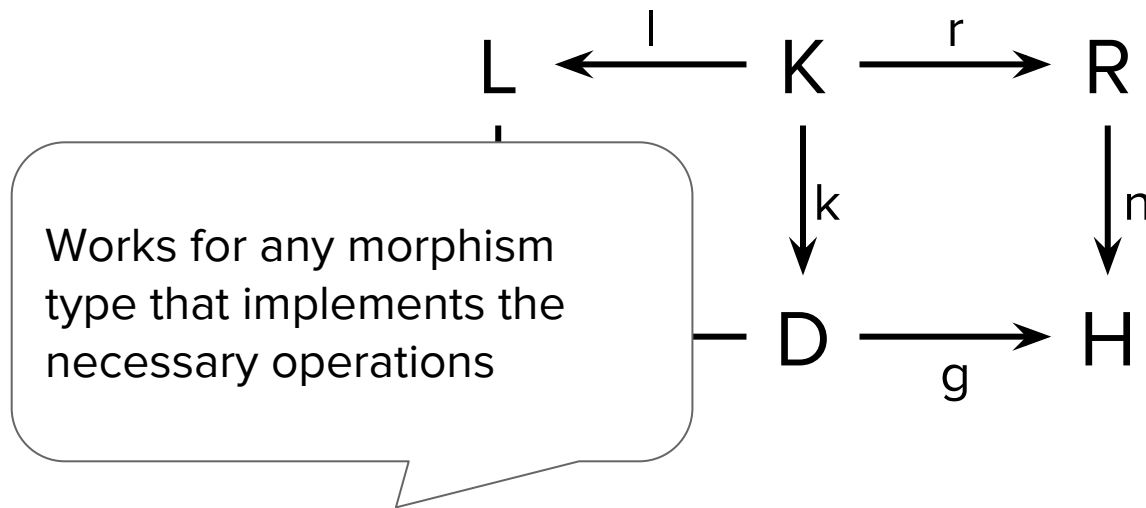 l r
L K R
k n
Works for any morphism
type that implements the
necessary operations
D H
g